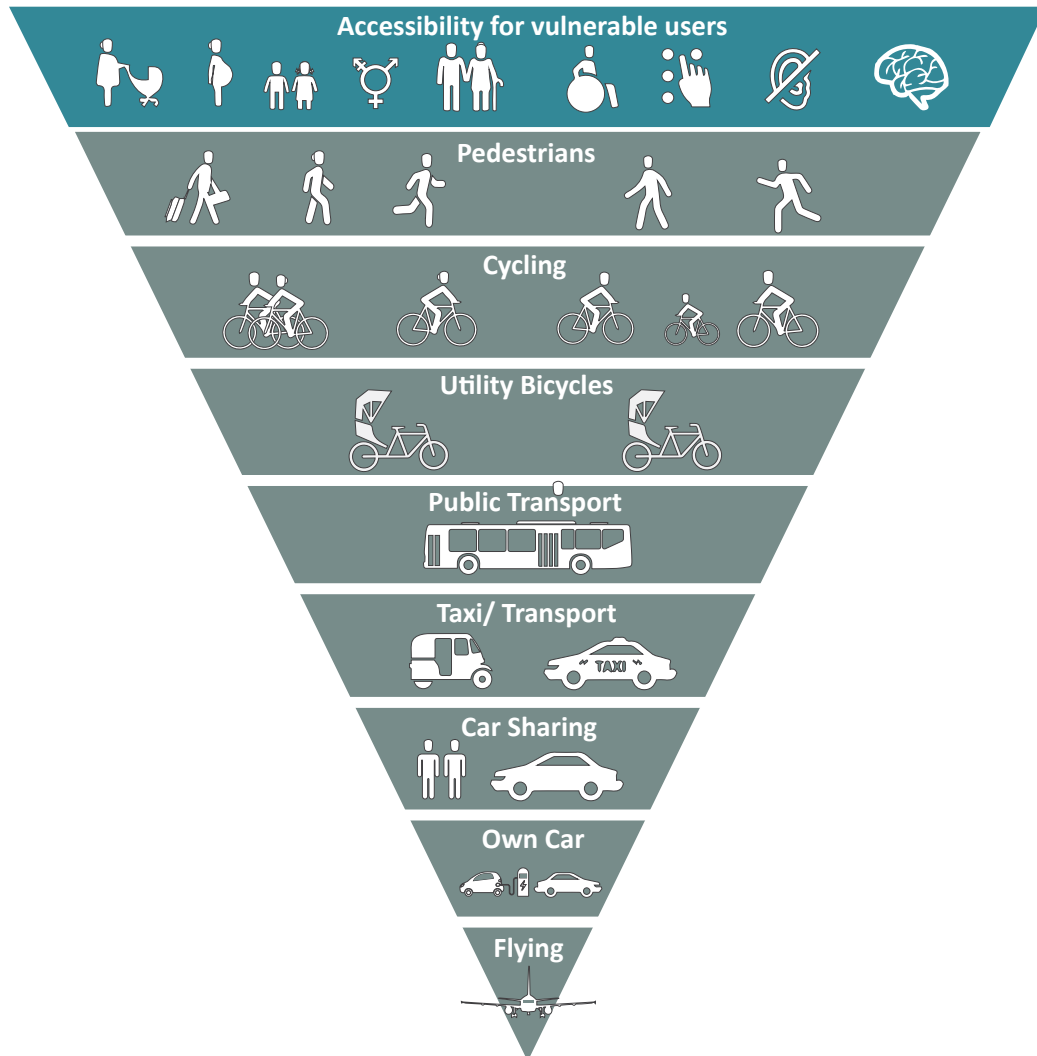 Accessibility for vulnerable users
Pedestrians
Cycling
Utility Bicycles
Public Transport
Taxi/ Transport
TAXI
Car Sharing
Own Car
Flying